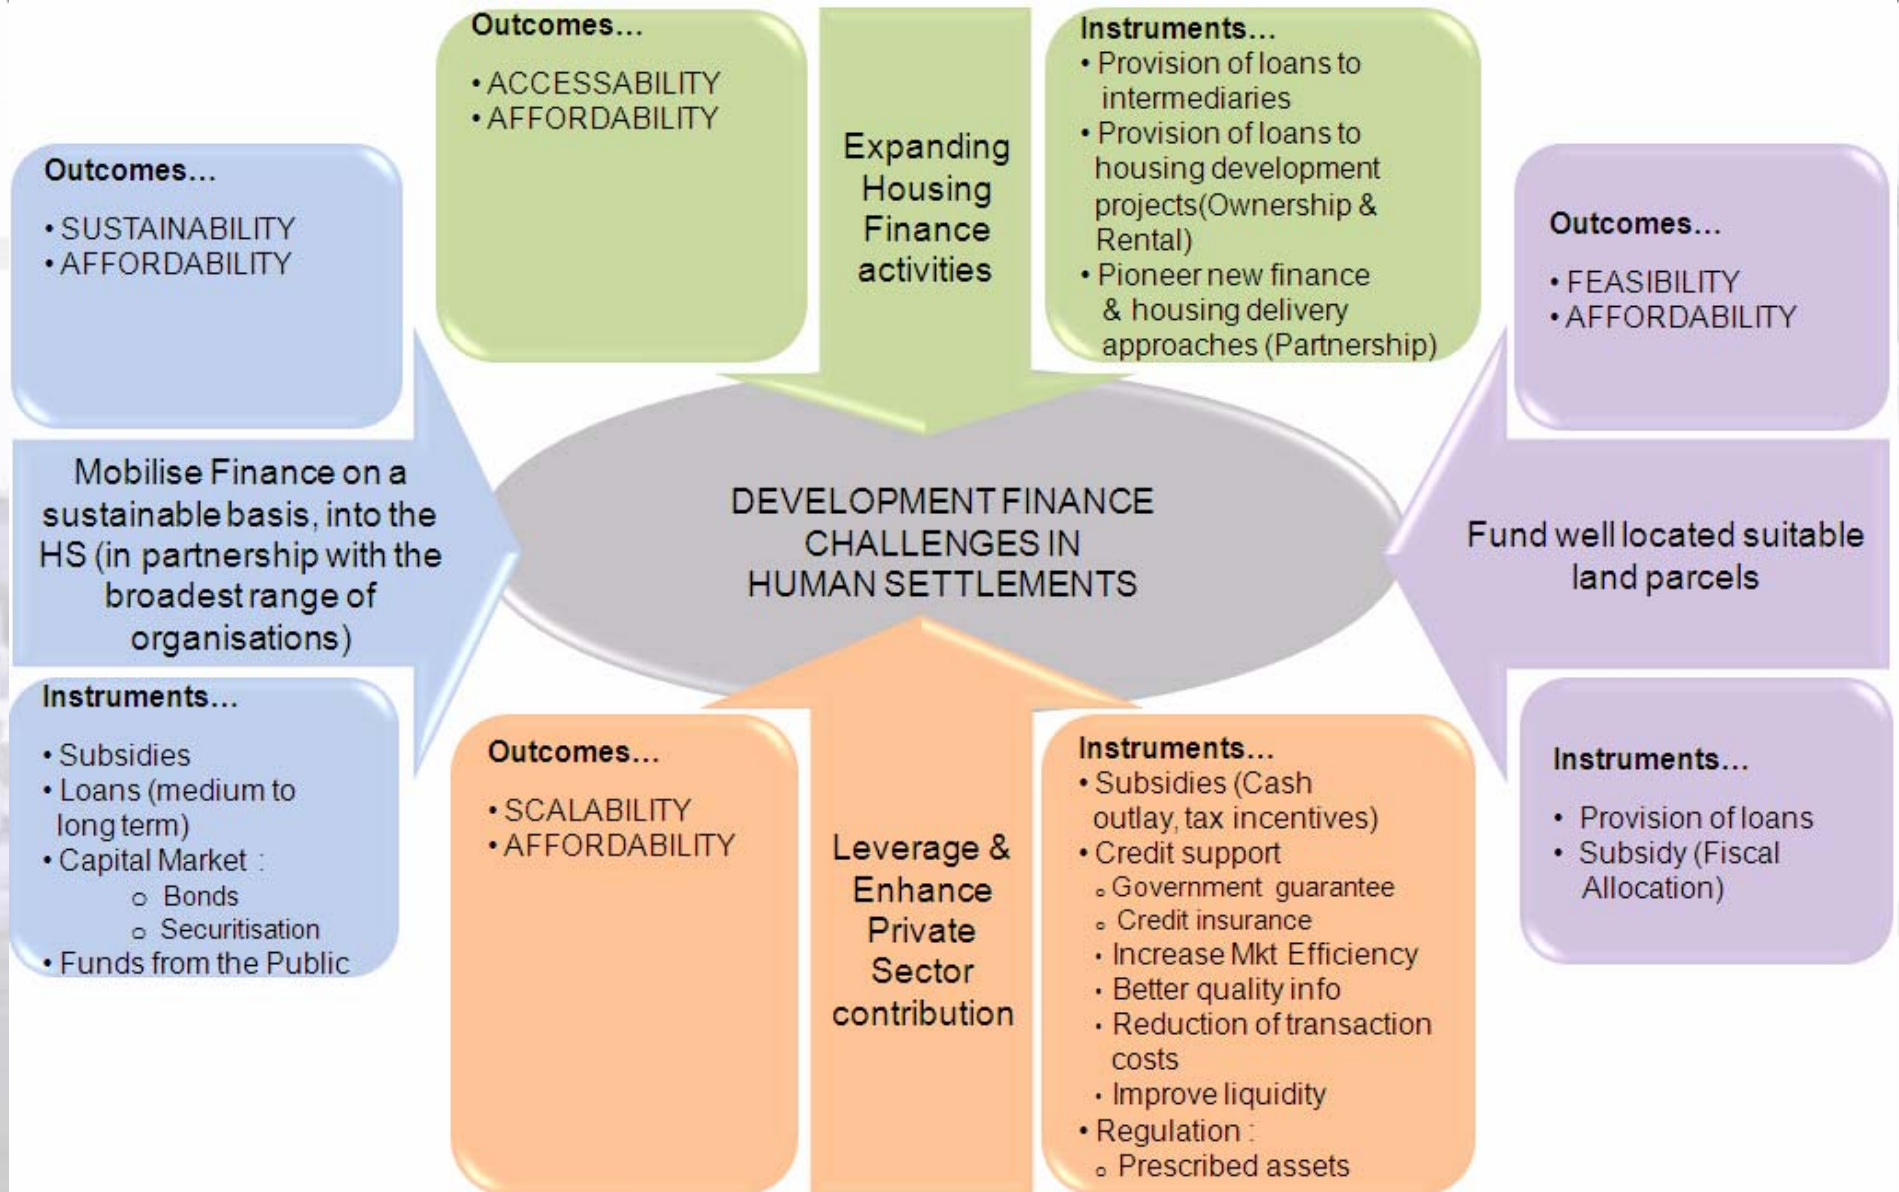 Outcomes...
• ACCESSABILITY
• AFFORDABILITY
Expanding
Housing
Finance
activities
Instruments...
• Provision of loans to
intermediaries
• Provision of loans to
housing development
projects(Ownership &
Rental)
• Pioneer new finance
& housing delivery
approaches (Partnership)
Outcomes...
• SUSTAINABILITY
• AFFORDABILITY
Mobilise Finance on a
sustainable basis, into the
HS (in partnership with the
broadest range of
organisations)
Instruments...
• Subsidies
• Loans (medium to
long term)
• Capital Market :
o Bonds
o Securitisation
• Funds from the Public
DEVELOPMENT FINANCE
CHALLENGES IN
HUMAN SETTLEMENTS
Outcomes...
• FEASIBILITY
• AFFORDABILITY
Fund well located suitable
land parcels
Instruments...
• Provision of loans
• Subsidy (Fiscal
Allocation)
Outcomes...
• SCALABILITY
• AFFORDABILITY
Leverage &
Enhance
Private
Sector
contribution
Instruments...
• Subsidies (Cash
outlay, tax incentives)
• Credit support
o Government guarantee
o Credit insurance
• Increase Mkt Efficiency
• Better quality info
• Reduction of transaction
costs
• Improve liquidity
• Regulation :
o Prescribed assets